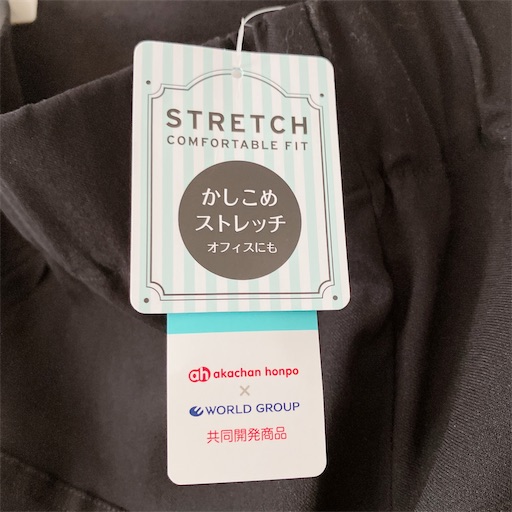 STRETCH
COMFORTABLE FIT
かしこめ
ストレッチ
オフィスにも
ah akachan honpo
×
WORLD GROUP
共同開発商品